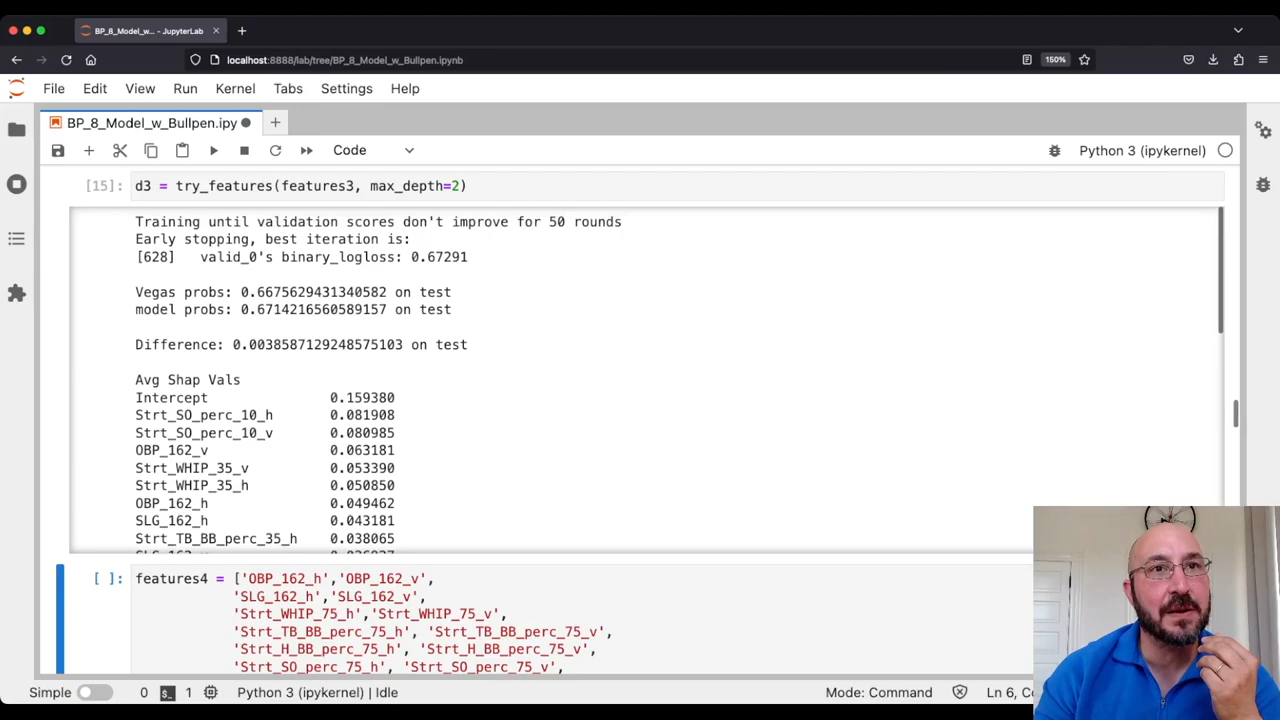 BP_8_Model_w... - JupyterLab
localhost:8888/lab/tree/BP_8_Model_w_Bullpen.ipynb
150%
File Edit View Run Kernel Tabs Settings Help
BP_8_Model_w_Bullpen.ipy
Code
Python 3 (ipykernel)
[15]: d3 = try_features(features3, max_depth=2)
Training until validation scores don't improve for 50 rounds
Early stopping, best iteration is:
[628] valid_0's binary_logloss: 0.67291
Vegas probs: 0.6675629431340582 on test
model probs: 0.6714216560589157 on test
Difference: 0.0038587129248575103 on test
Avg Shap Vals
Intercept 0.159380
Strt_SO_perc_10_h 0.081908
Strt_SO_perc_10_v 0.080985
OBP_162_v 0.063181
Strt_WHIP_35_v 0.053390
Strt_WHIP_35_h 0.050850
OBP_162_h 0.049462
SLG_162_h 0.043181
Strt_TB_BB_perc_35_h 0.038065
[ ]: features4 = ['OBP_162_h','OBP_162_v',
'SLG_162_h','SLG_162_v',
'Strt_WHIP_75_h','Strt_WHIP_75_v',
'Strt_TB_BB_perc_75_h', 'Strt_TB_BB_perc_75_v',
'Strt_H_BB_perc_75_h', 'Strt_H_BB_perc_75_v',
'Strt_SO_perc_75_h', 'Strt_SO_perc_75_v',
Simple 0 1 Python 3 (ipykernel) | Idle Mode: Command Ln 6, C